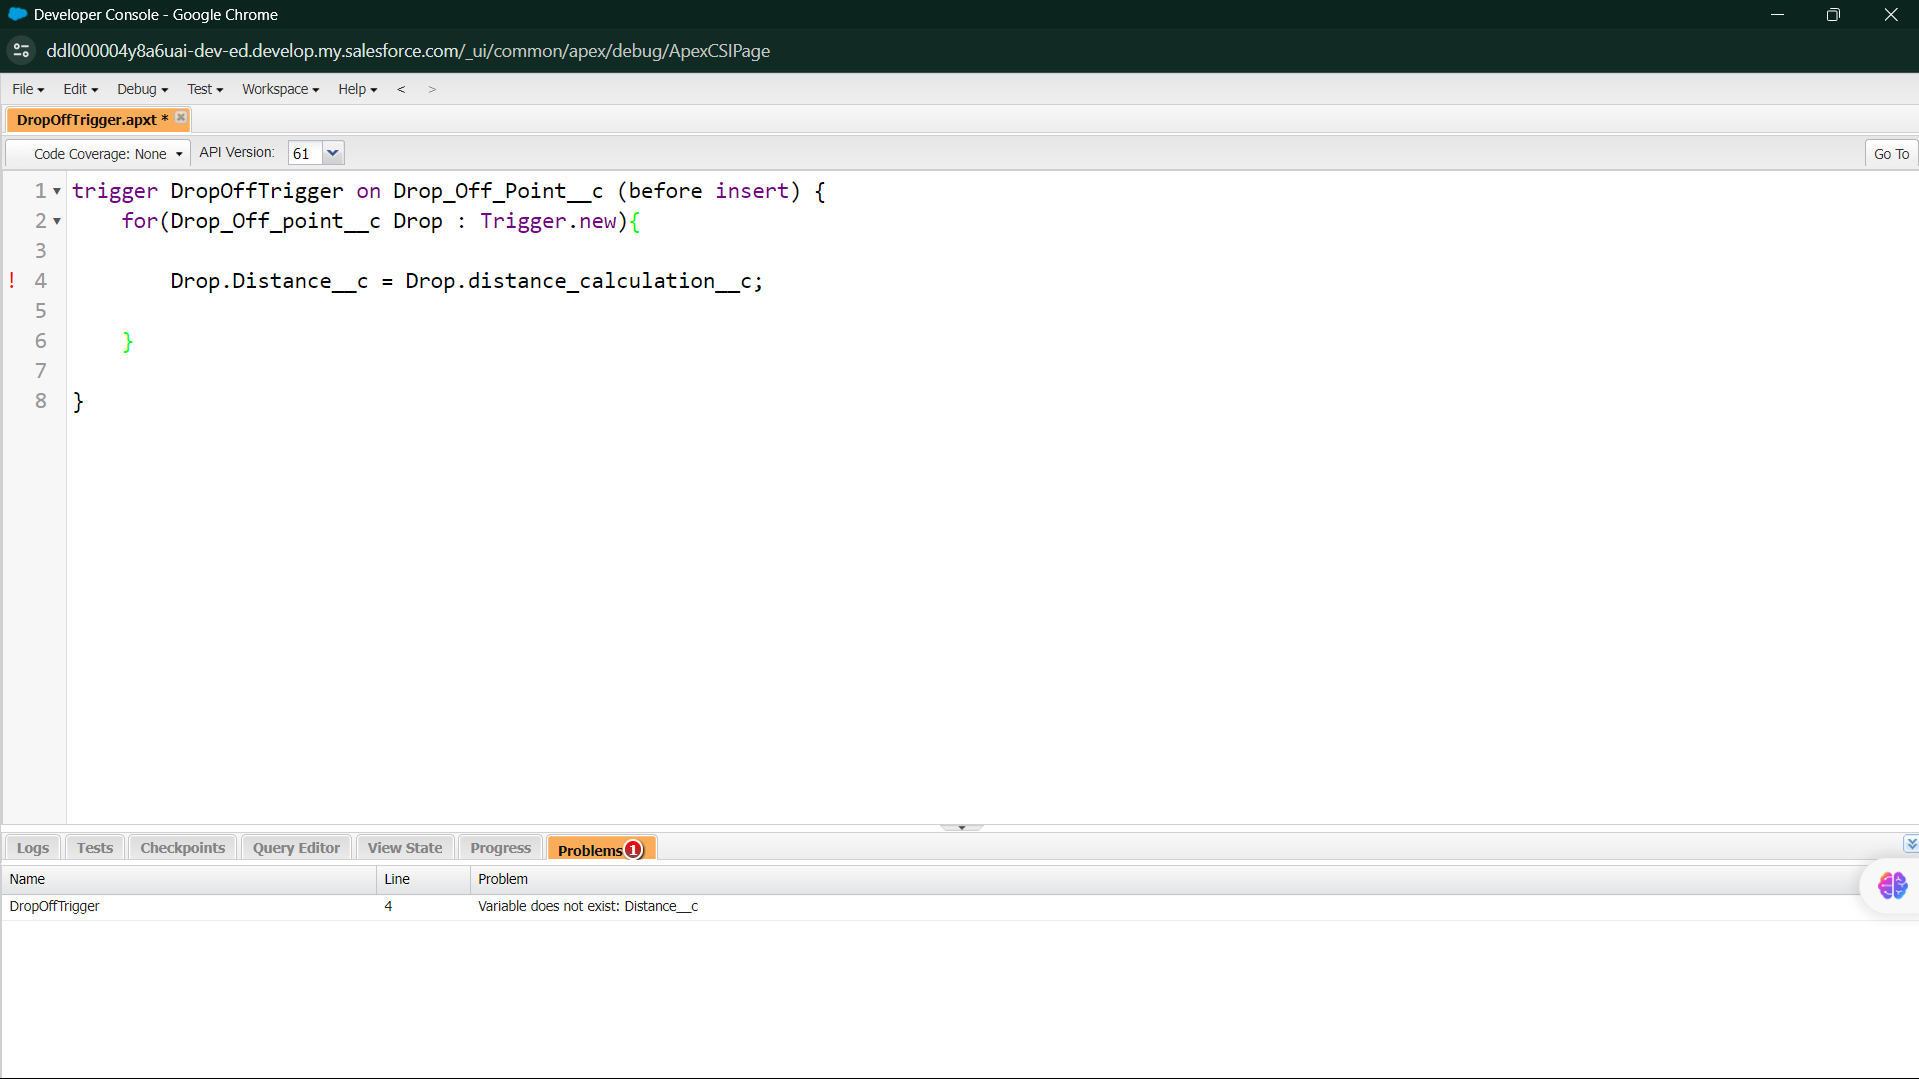 Developer Console - Google Chrome
ddl000004y8a6uai-dev-ed.develop.my.salesforce.com/_ui/common/apex/debug/ApexCSIPage
File Edit Debug Test Workspace Help < >
DropOffTrigger.apxt *
Code Coverage: None API Version: 61 Go To
1 trigger DropOffTrigger on Drop_Off_Point__c (before insert) {
2 for(Drop_Off_point__c Drop : Trigger.new){
3
! 4 Drop.Distance__c = Drop.distance_calculation__c;
5
6 }
7
8 }
Logs Tests Checkpoints Query Editor View State Progress Problems 1
Name Line Problem
DropOffTrigger 4 Variable does not exist: Distance__c